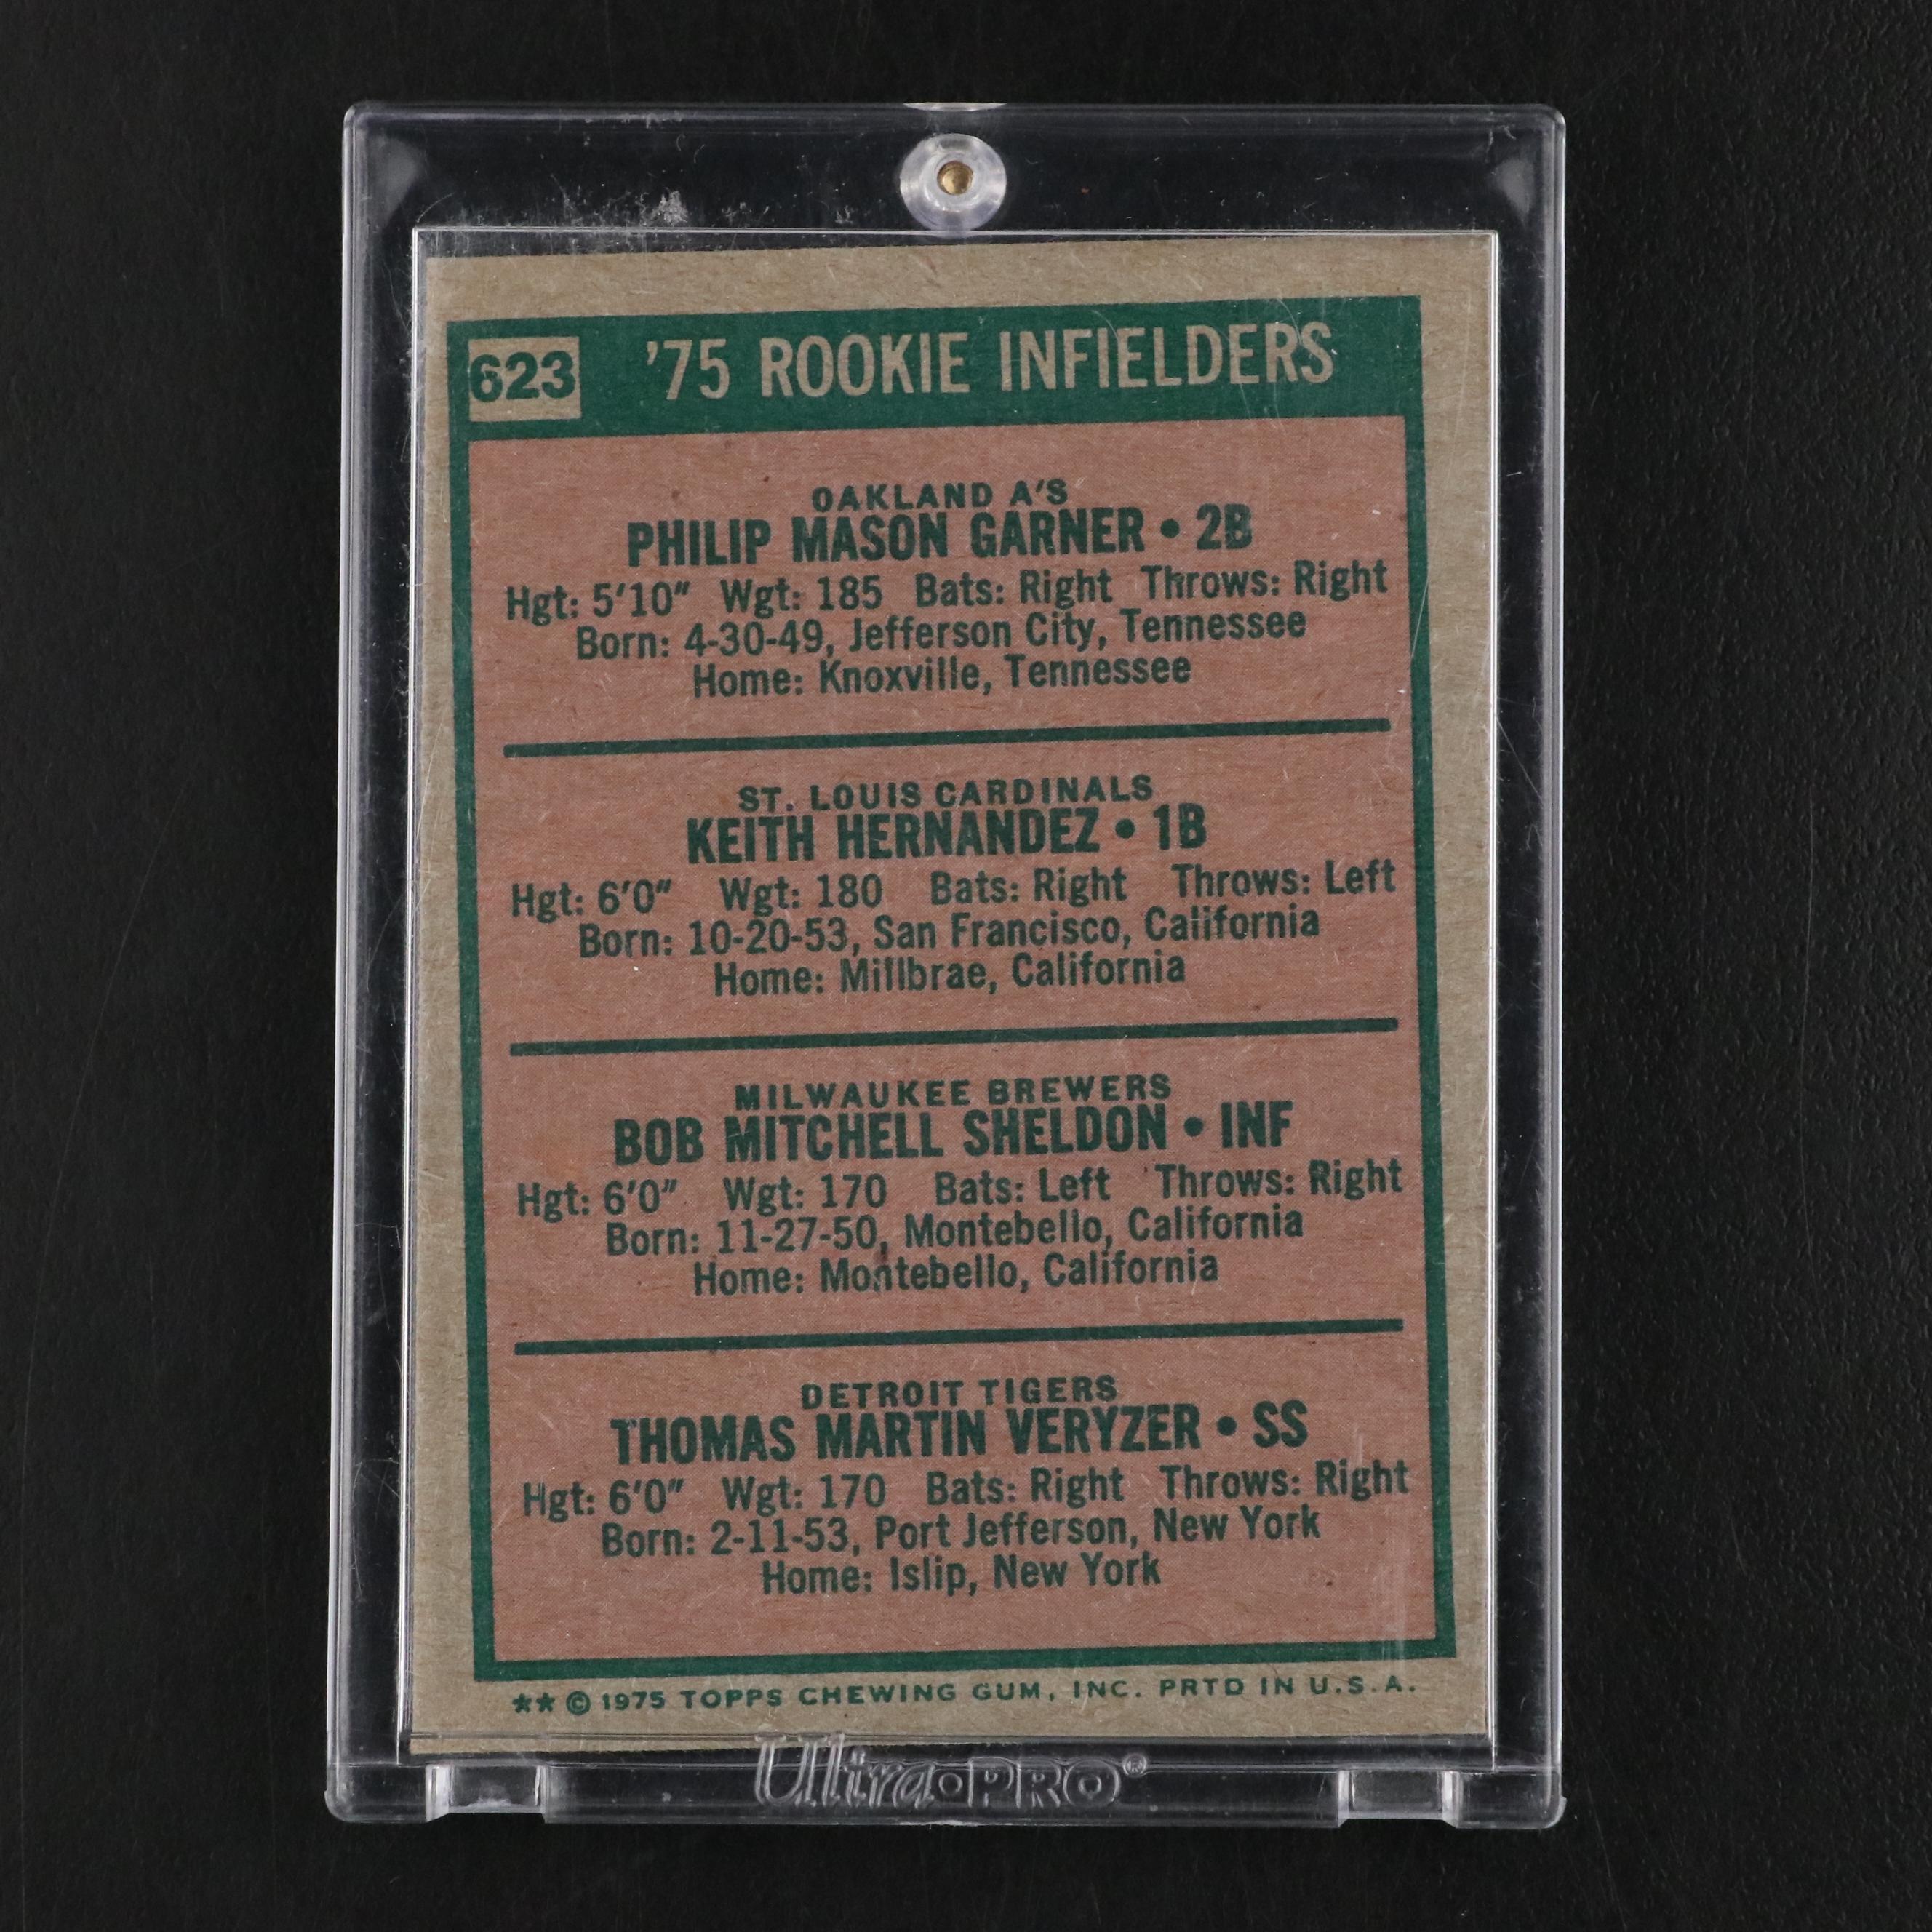 623 '75 ROOKIE INFIELDERS
OAKLAND A'S
PHILIP MASON GARNER • 2B
Hgt: 5'10" Wgt: 185 Bats: Right Throws: Right
Born: 4-30-49, Jefferson City, Tennessee
Home: Knoxville, Tennessee
ST. LOUIS CARDINALS
KEITH HERNANDEZ • 1B
Hgt: 6'0" Wgt: 180 Bats: Right Throws: Left
Born: 10-20-53, San Francisco, California
Home: Millbrae, California
MILWAUKEE BREWERS
BOB MITCHELL SHELDON • INF
Hgt: 6'0" Wgt: 170 Bats: Left Throws: Right
Born: 11-27-50, Montebello, California
Home: Montebello, California
DETROIT TIGERS
THOMAS MARTIN VERYZER • SS
Hgt: 6'0" Wgt: 170 Bats: Right Throws: Right
Born: 2-11-53, Port Jefferson, New York
Home: Islip, New York
** © 1975 TOPPS CHEWING GUM, INC. PRTD IN U.S.A.
Ultra•PRO®